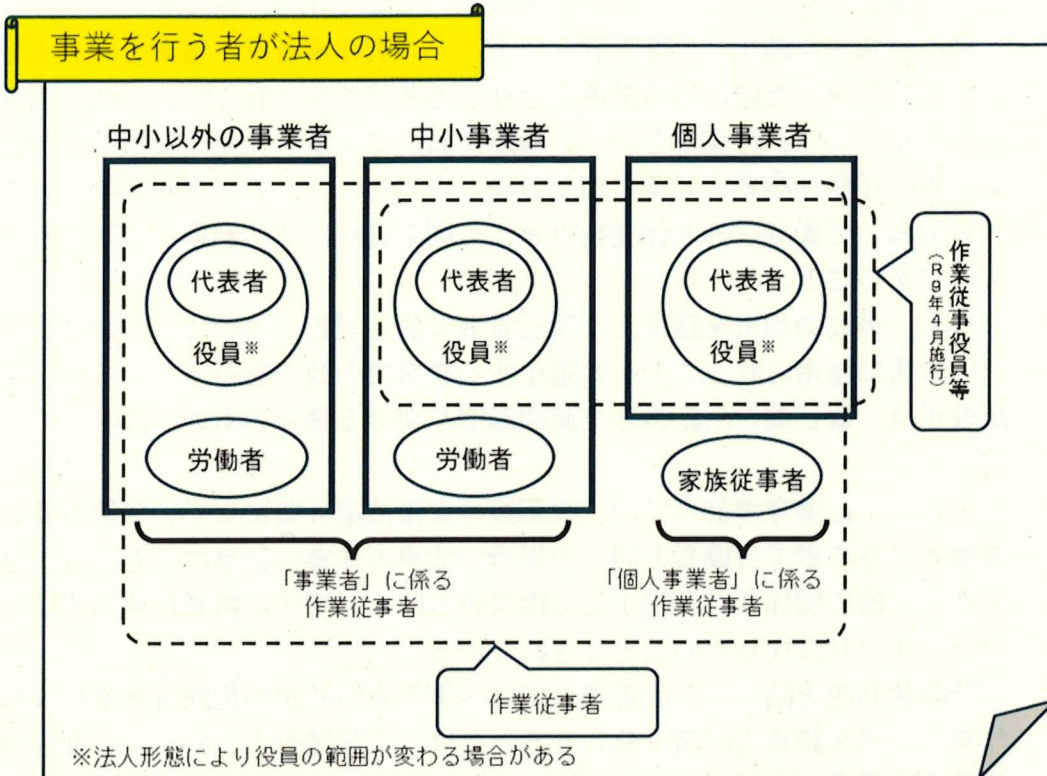 事業を行う者が法人の場合
中小以外の事業者
中小事業者
個人事業者
代表者
代表者
代表者
役員※
役員※
役員※
作業従事役員等
(R9年4月施行)
労働者
労働者
家族従事者
「事業者」に係る
作業従事者
「個人事業者」に係る
作業従事者
作業従事者
※法人形態により役員の範囲が変わる場合がある